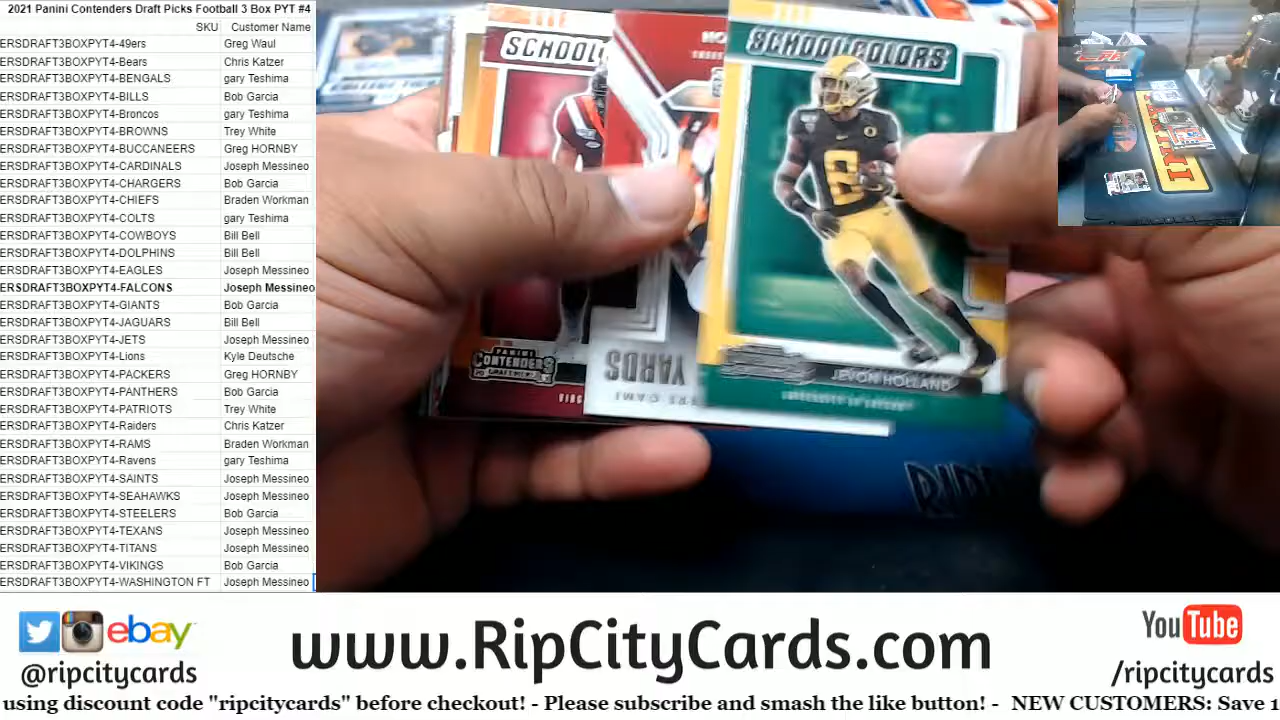 2021 Panini Contenders Draft Picks Football 3 Box PYT #4
SKU Customer Name
ERSDRAFT3BOXPYT4-49ers Greg Waul
ERSDRAFT3BOXPYT4-Bears Chris Katzer
ERSDRAFT3BOXPYT4-BENGALS gary Teshima
ERSDRAFT3BOXPYT4-BILLS Bob Garcia
ERSDRAFT3BOXPYT4-Broncos gary Teshima
ERSDRAFT3BOXPYT4-BROWNS Trey White
ERSDRAFT3BOXPYT4-BUCCANEERS Greg HORNBY
ERSDRAFT3BOXPYT4-CARDINALS Joseph Messineo
ERSDRAFT3BOXPYT4-CHARGERS Bob Garcia
ERSDRAFT3BOXPYT4-CHIEFS Braden Workman
ERSDRAFT3BOXPYT4-COLTS gary Teshima
ERSDRAFT3BOXPYT4-COWBOYS Bill Bell
ERSDRAFT3BOXPYT4-DOLPHINS Bill Bell
ERSDRAFT3BOXPYT4-EAGLES Joseph Messineo
ERSDRAFT3BOXPYT4-FALCONS Joseph Messineo
ERSDRAFT3BOXPYT4-GIANTS Bob Garcia
ERSDRAFT3BOXPYT4-JAGUARS Bill Bell
ERSDRAFT3BOXPYT4-JETS Joseph Messineo
ERSDRAFT3BOXPYT4-Lions Kyle Deutsche
ERSDRAFT3BOXPYT4-PACKERS Greg HORNBY
ERSDRAFT3BOXPYT4-PANTHERS Bob Garcia
ERSDRAFT3BOXPYT4-PATRIOTS Trey White
ERSDRAFT3BOXPYT4-Raiders Chris Katzer
ERSDRAFT3BOXPYT4-RAMS Braden Workman
ERSDRAFT3BOXPYT4-Ravens gary Teshima
ERSDRAFT3BOXPYT4-SAINTS Joseph Messineo
ERSDRAFT3BOXPYT4-SEAHAWKS Joseph Messineo
ERSDRAFT3BOXPYT4-STEELERS Bob Garcia
ERSDRAFT3BOXPYT4-TEXANS Joseph Messineo
ERSDRAFT3BOXPYT4-TITANS Joseph Messineo
ERSDRAFT3BOXPYT4-VIKINGS Bob Garcia
ERSDRAFT3BOXPYT4-WASHINGTON FT Joseph Messineo
SCHOOL
PANINI
CONTENDERS
YARDS
SCHOOL COLORS
8
JEVON HOLLAND
UNIVERSITY OF OREGON
ebay
@ripcitycards
www.RipCityCards.com
YouTube
/ripcitycards
using discount code "ripcitycards" before checkout! - Please subscribe and smash the like button! - NEW CUSTOMERS: Save 1